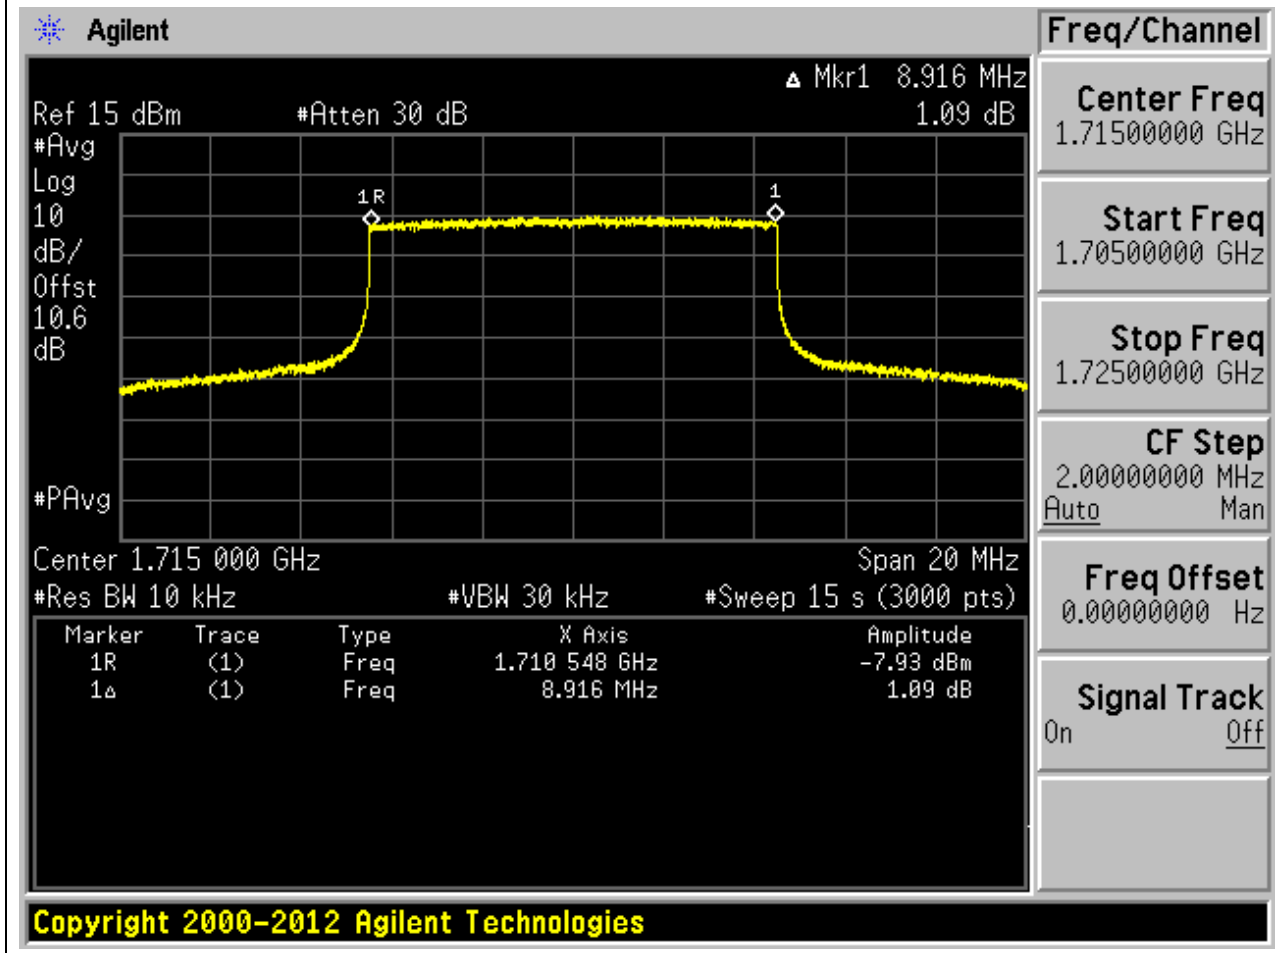 Agilent
Freq/Channel
Δ Mkr1 8.916 MHz
Ref 15 dBm #Atten 30 dB 1.09 dB
#Avg
Log
10
dB/
Offst
10.6
dB
1R
1
#PAvg
Center 1.715 000 GHz Span 20 MHz
#Res BW 10 kHz #VBW 30 kHz #Sweep 15 s (3000 pts)
Marker Trace Type X Axis Amplitude
1R (1) Freq 1.710 548 GHz -7.93 dBm
1Δ (1) Freq 8.916 MHz 1.09 dB
Center Freq
1.71500000 GHz
Start Freq
1.70500000 GHz
Stop Freq
1.72500000 GHz
CF Step
2.00000000 MHz
Auto Man
Freq Offset
0.00000000 Hz
Signal Track
On Off
Copyright 2000-2012 Agilent Technologies